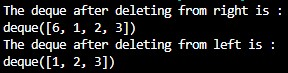 The deque after deleting from right is :
deque([6, 1, 2, 3])
The deque after deleting from left is :
deque([1, 2, 3])